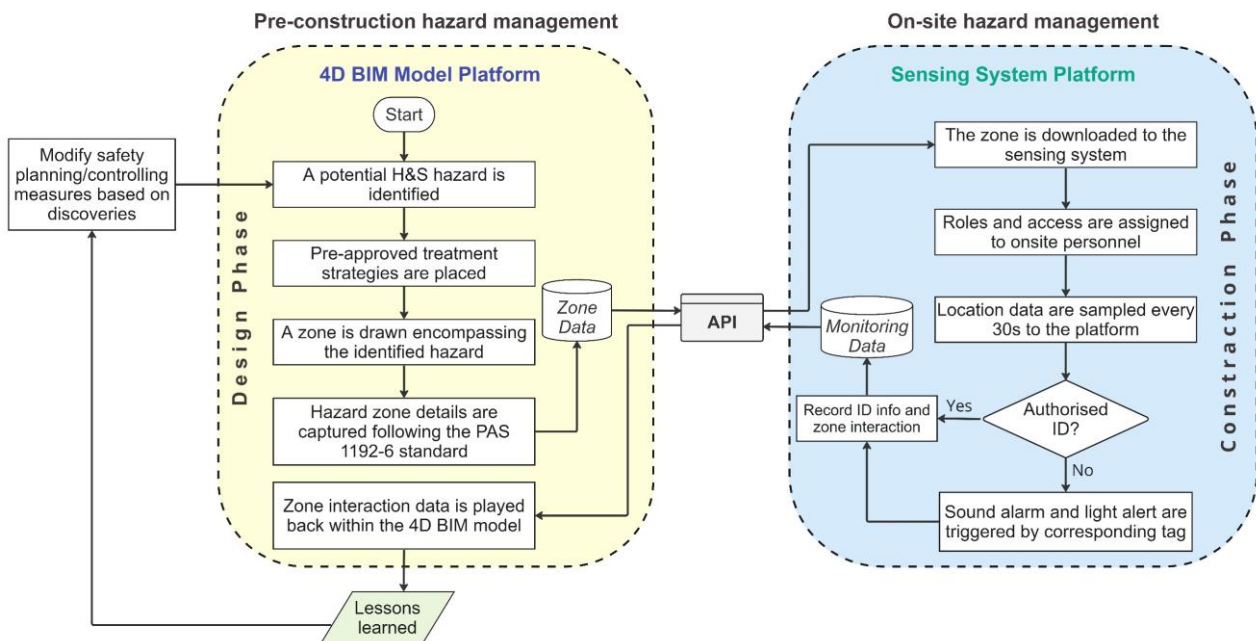 Pre-construction hazard management
On-site hazard management
4D BIM Model Platform
Start
Modify safety
planning/controlling
measures based on
discoveries
A potential H&S hazard is
identified
Pre-approved treatment
strategies are placed
A zone is drawn encompassing
the identified hazard
Hazard zone details are
captured following the PAS
1192-6 standard
Zone
Data
Zone interaction data is played
back within the 4D BIM model
Lessons
learned
Design Phase
API
Sensing System Platform
The zone is downloaded to the
sensing system
Roles and access are assigned
to onsite personnel
Location data are sampled every
30s to the platform
Authorised
ID?
Yes
No
Record ID info and
zone interaction
Monitoring
Data
Sound alarm and light alert are
triggered by corresponding tag
Constraction Phase